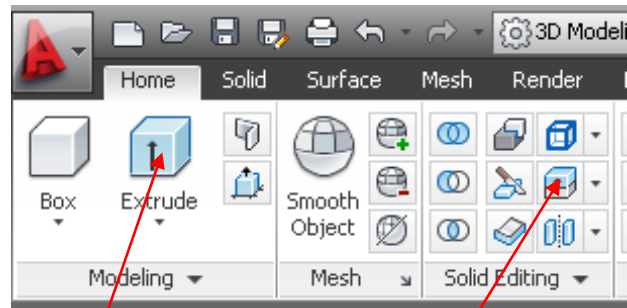 3D Modeli
Home Solid Surface Mesh Render
Box Extrude Smooth Object
Modeling Mesh Solid Editing